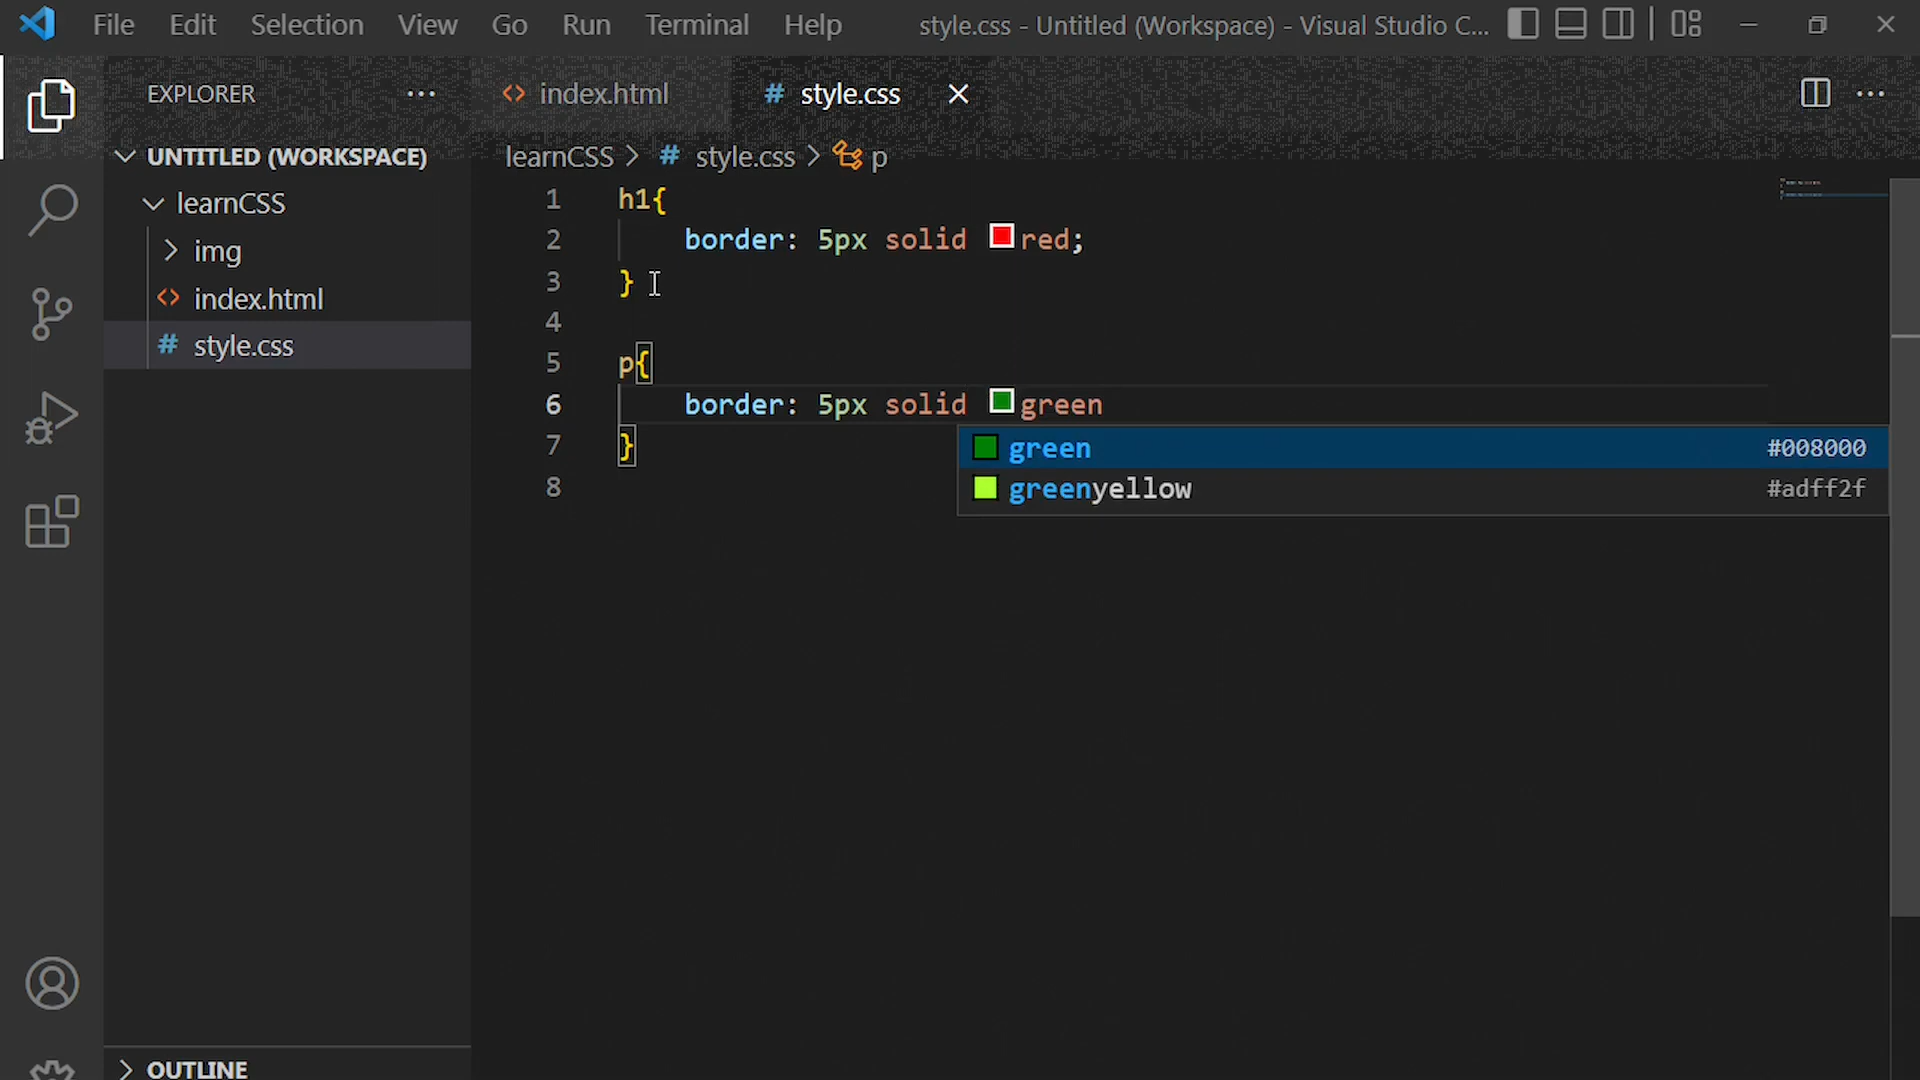 File Edit Selection View Go Run Terminal Help style.css - Untitled (Workspace) - Visual Studio C...
EXPLORER ... index.html # style.css
UNTITLED (WORKSPACE)
learnCSS > # style.css > p
learnCSS
img
index.html
# style.css
1 h1{
2 border: 5px solid red;
3 }
4
5 p{
6 border: 5px solid green
7 }
8
green #008000
greenyellow #adff2f
OUTLINE